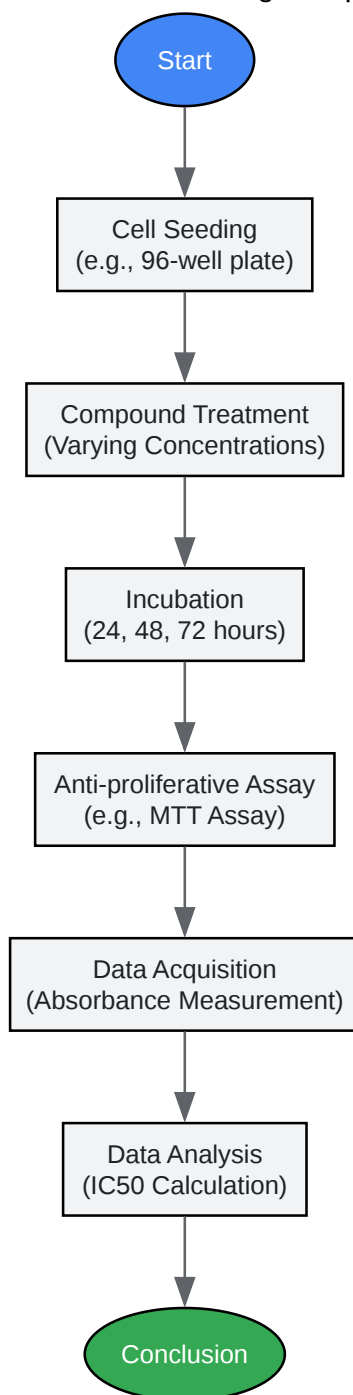 Start
Cell Seeding
(e.g., 96-well plate)
Compound Treatment
(Varying Concentrations)
Incubation
(24, 48, 72 hours)
Anti-proliferative Assay
(e.g., MTT Assay)
Data Acquisition
(Absorbance Measurement)
Data Analysis
(IC50 Calculation)
Conclusion